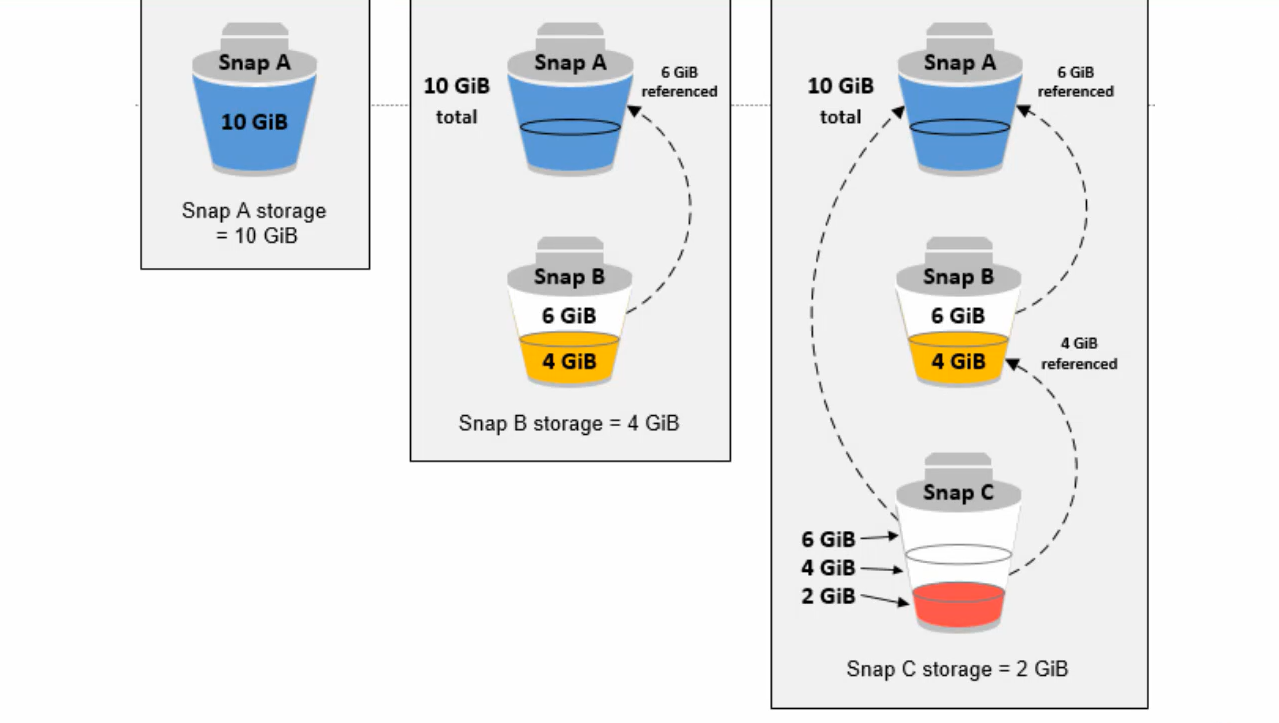 Snap A
10 GiB
Snap A storage
= 10 GiB
Snap A
10 GiB
total
6 GiB
referenced
Snap B
6 GiB
4 GiB
Snap B storage = 4 GiB
Snap A
10 GiB
total
6 GiB
referenced
Snap B
6 GiB
4 GiB
4 GiB
referenced
Snap C
6 GiB
4 GiB
2 GiB
Snap C storage = 2 GiB